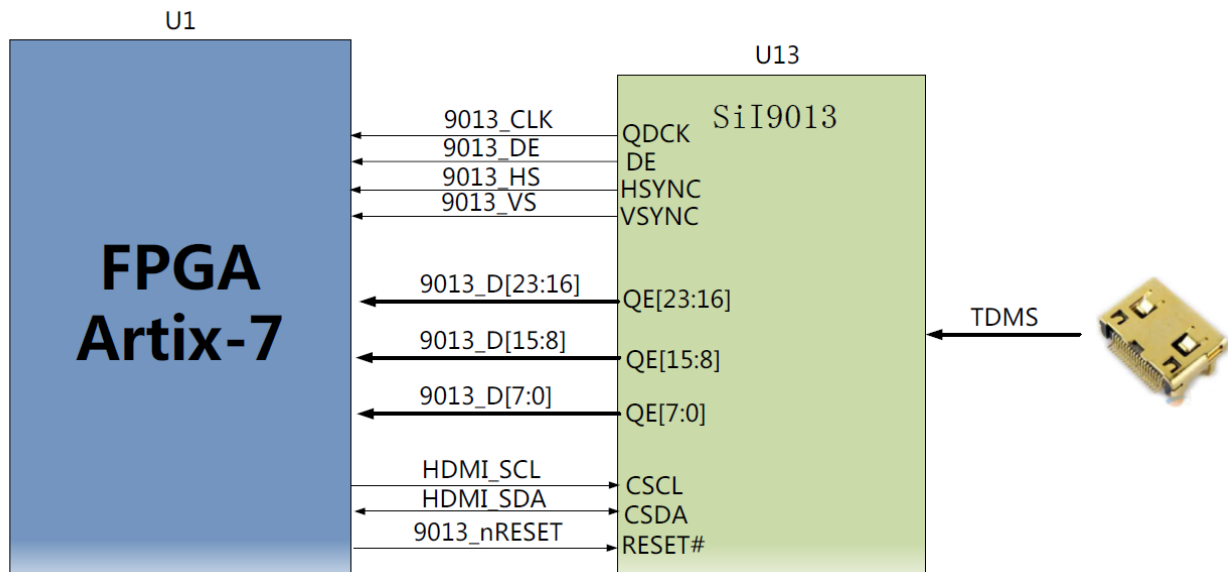 U1
U13
SiI9013
9013_CLK
QDCK
9013_DE
DE
9013_HS
HSYNC
9013_VS
VSYNC
FPGA
Artix-7
9013_D[23:16]
QE[23:16]
TDMS
9013_D[15:8]
QE[15:8]
9013_D[7:0]
QE[7:0]
HDMI_SCL
CSCL
HDMI_SDA
CSDA
9013_nRESET
RESET#